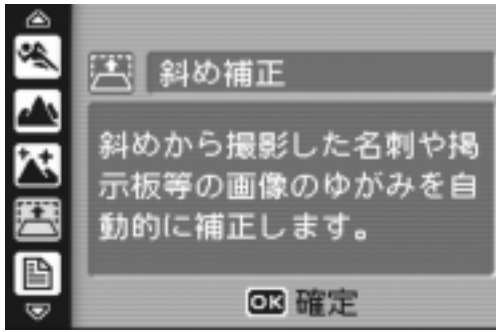 斜め補正
斜めから撮影した名刺や掲
示板等の画像のゆがみを自
動的に補正します。
OK 確定